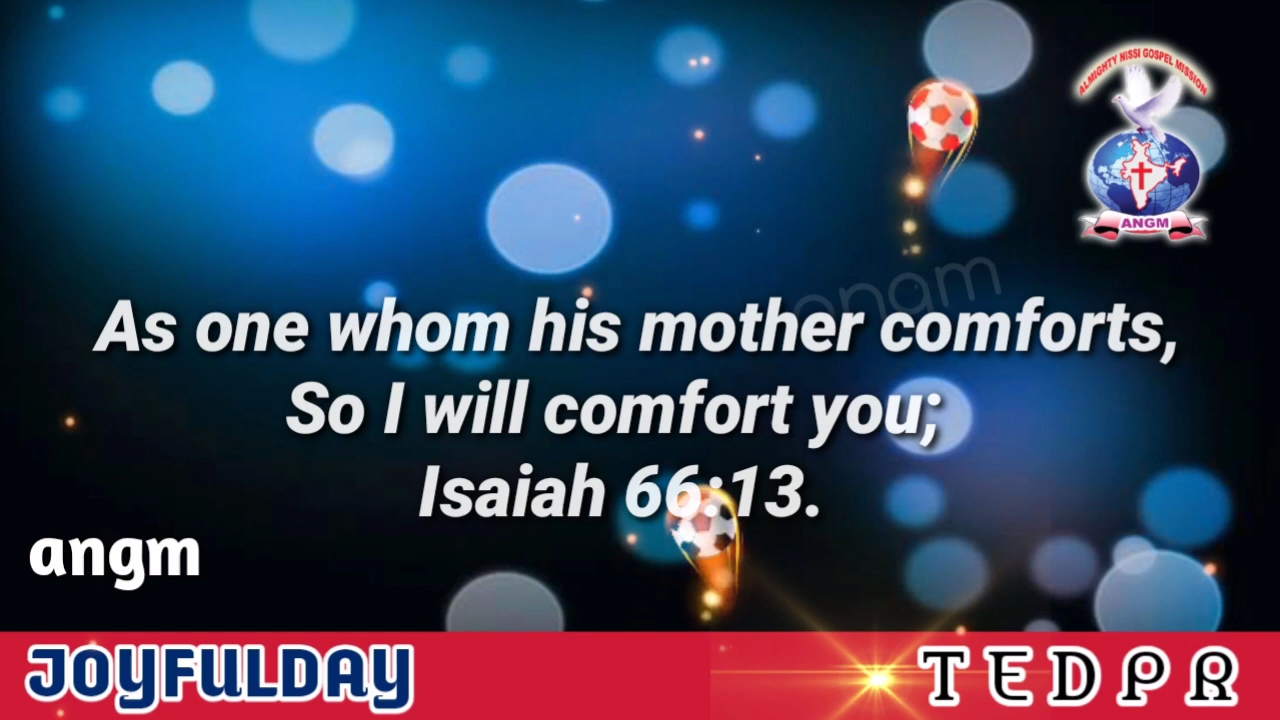 ALMIGHTY NISSI GOSPEL MISSION
ANGM
angm
As one whom his mother comforts,
So I will comfort you;
Isaiah 66:13.
angm
JOYFULDAY
TEDPR